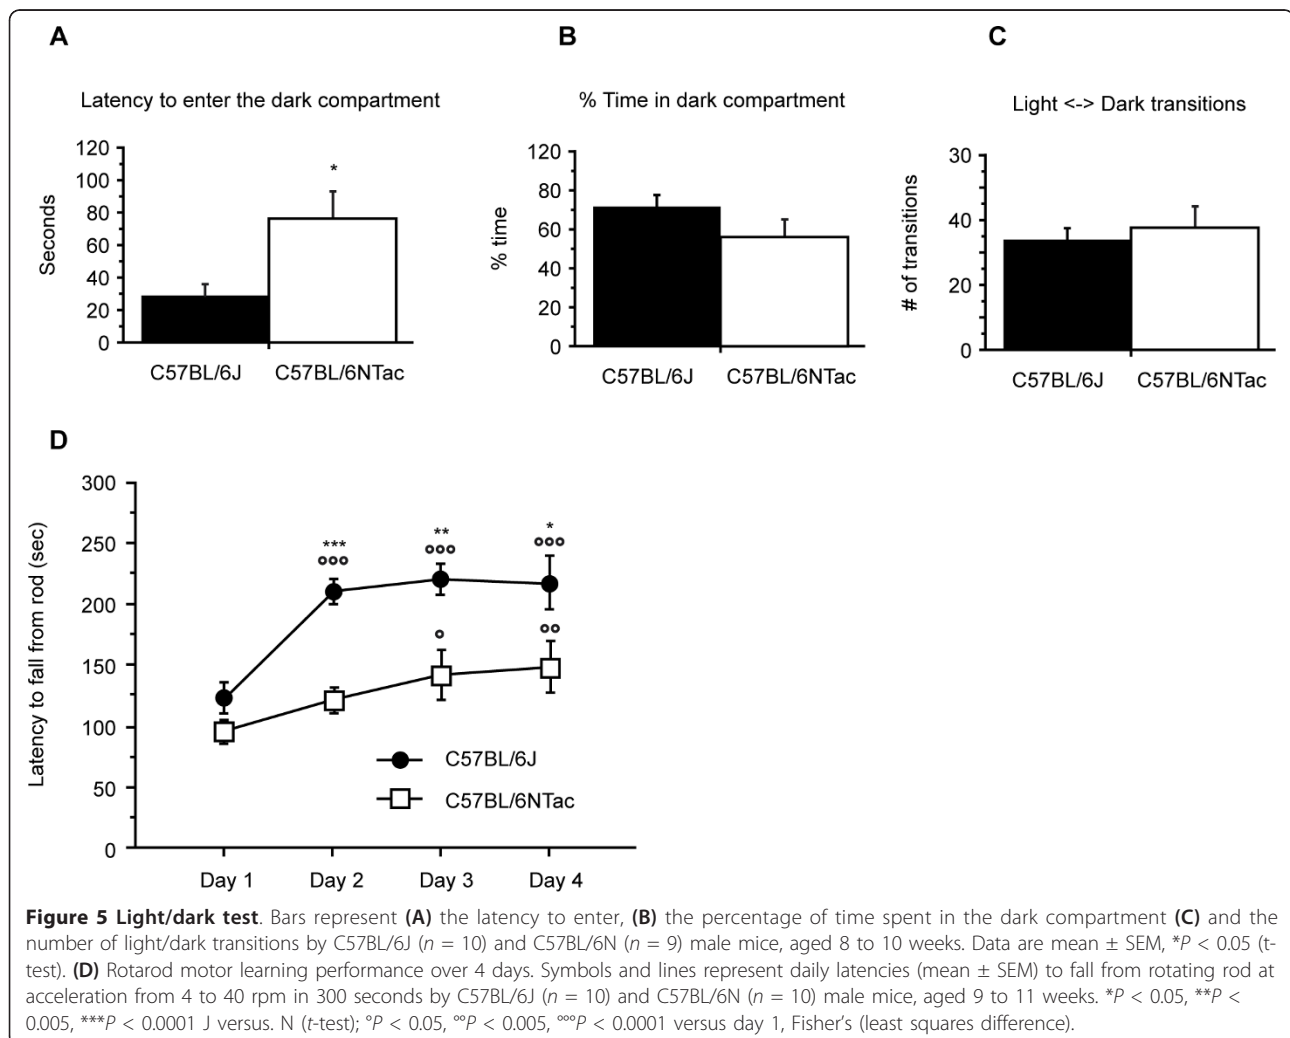 A
B
C
Latency to enter the dark compartment
% Time in dark compartment
Light <-> Dark transitions
Seconds
120
100
80
60
40
20
0
*
C57BL/6J
C57BL/6NTac
% time
120
80
60
40
20
0
C57BL/6J
C57BL/6NTac
# of transitions
30
40
20
0
C57BL/6J
C57BL/6NTac
D
Latency to fall from rod (sec)
300
250
200
150
100
50
0
***
°°°
**
°°°
*
°°°
°
°°
C57BL/6J
C57BL/6NTac
Day 1
Day 2
Day 3
Day 4
Figure 5 Light/dark test. Bars represent (A) the latency to enter, (B) the percentage of time spent in the dark compartment (C) and the
number of light/dark transitions by C57BL/6J (n = 10) and C57BL/6N (n = 9) male mice, aged 8 to 10 weeks. Data are mean ± SEM, *P < 0.05 (t-
test). (D) Rotarod motor learning performance over 4 days. Symbols and lines represent daily latencies (mean ± SEM) to fall from rotating rod at
acceleration from 4 to 40 rpm in 300 seconds by C57BL/6J (n = 10) and C57BL/6N (n = 10) male mice, aged 9 to 11 weeks. *P < 0.05, **P <
0.005, ***P < 0.0001 J versus. N (t-test); °P < 0.05, °°P < 0.005, °°°P < 0.0001 versus day 1, Fisher's (least squares difference).